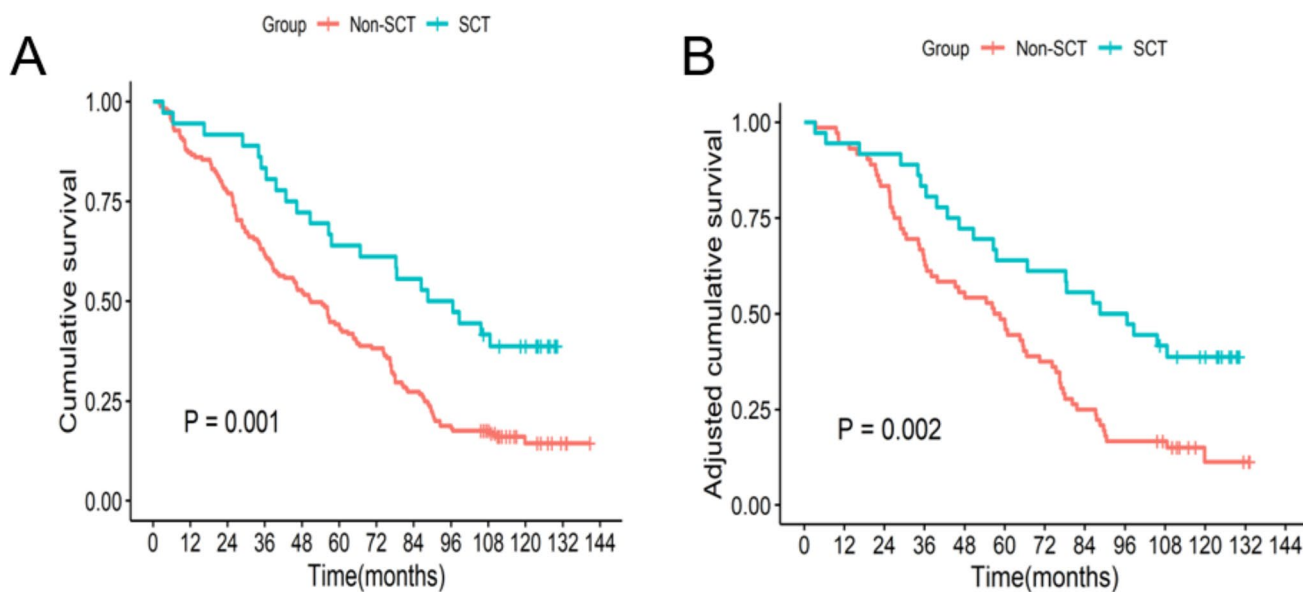 A
Group Non-SCT SCT
Cumulative survival
1.00
0.75
0.50
0.25
0.00
P = 0.001
0 12 24 36 48 60 72 84 96 108 120 132 144
Time(months)
B
Group Non-SCT SCT
Adjusted cumulative survival
1.00
0.75
0.50
0.25
0.00
P = 0.002
0 12 24 36 48 60 72 84 96 108 120 132 144
Time(months)